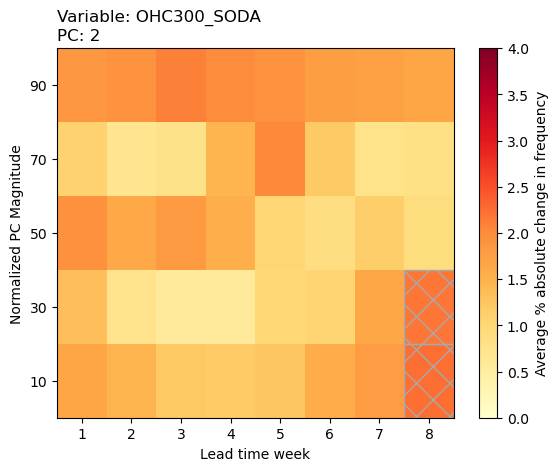 Variable: OHC300_SODA
PC: 2
4.0
3.5
3.0
2.5
2.0
1.5
1.0
0.5
0.0
Average % absolute change in frequency
90
70
50
30
10
Normalized PC Magnitude
1 2 3 4 5 6 7 8
Lead time week